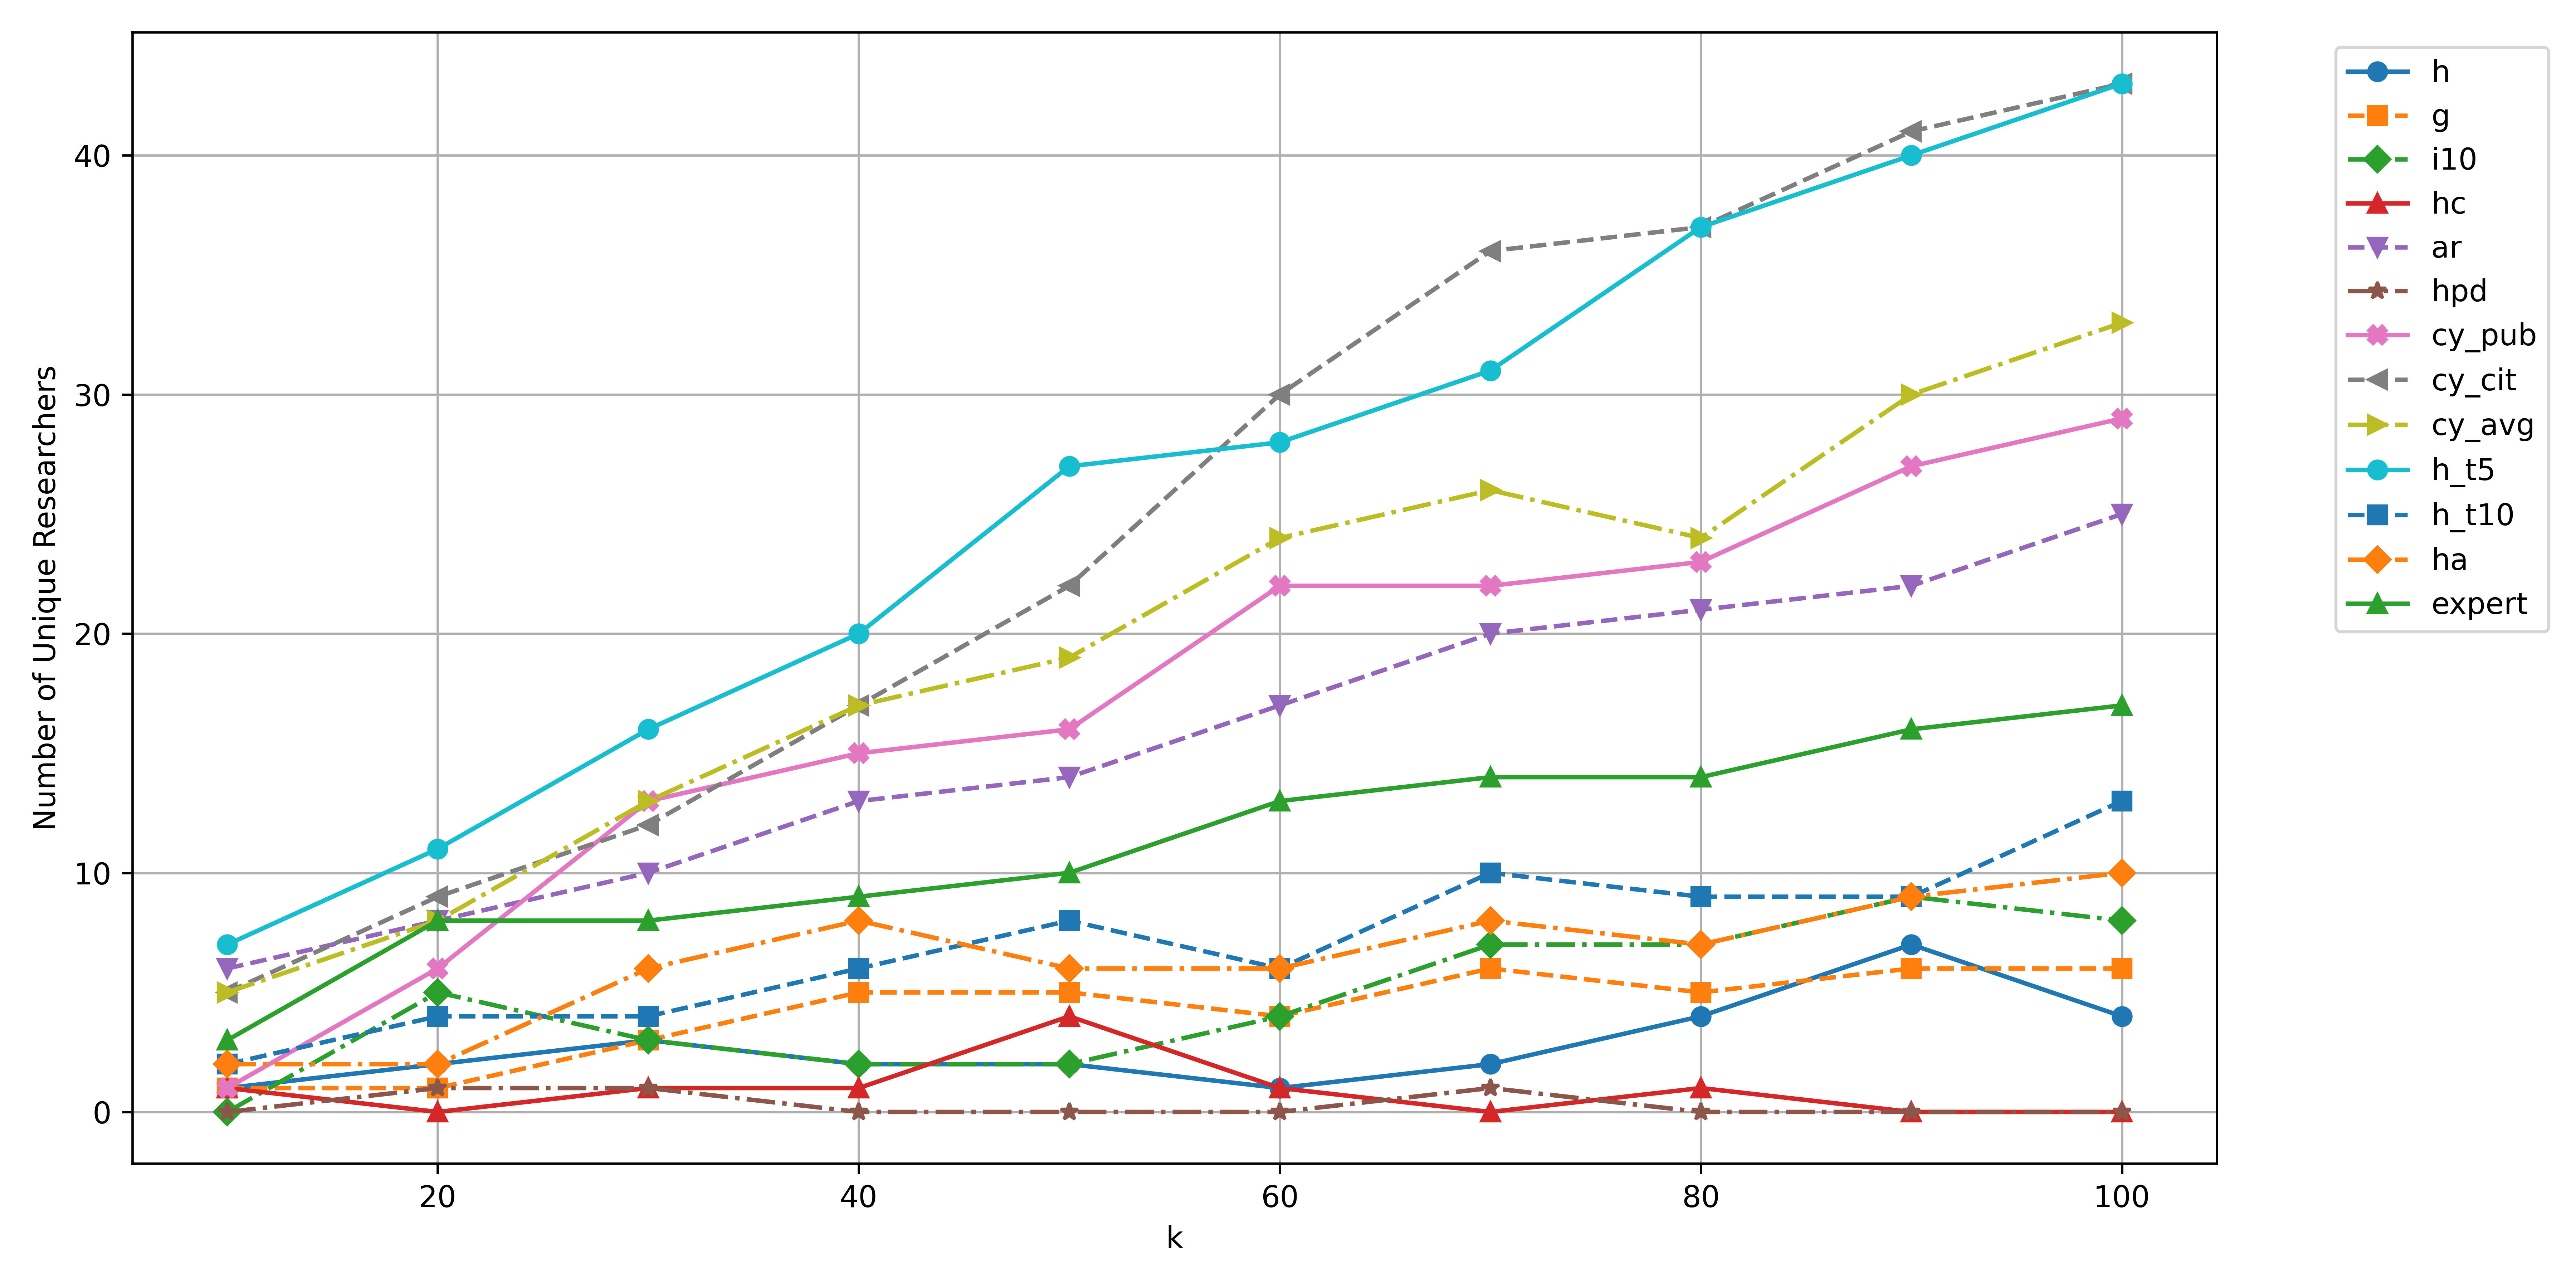 Number of Unique Researchers
40
30
20
10
0
20 40 60 80 100
k
h
g
i10
hc
ar
hpd
cy_pub
cy_cit
cy_avg
h_t5
h_t10
ha
expert